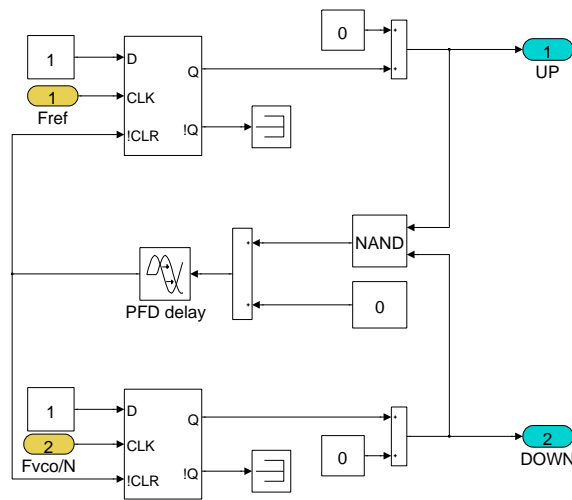 0
+
+
1
UP
1
D
Q
1
CLK
Fref
!CLR
!Q
NAND
+
+
0
PFD delay
1
D
Q
+
+
2
CLK
Fvco/N
!CLR
!Q
0
2
DOWN